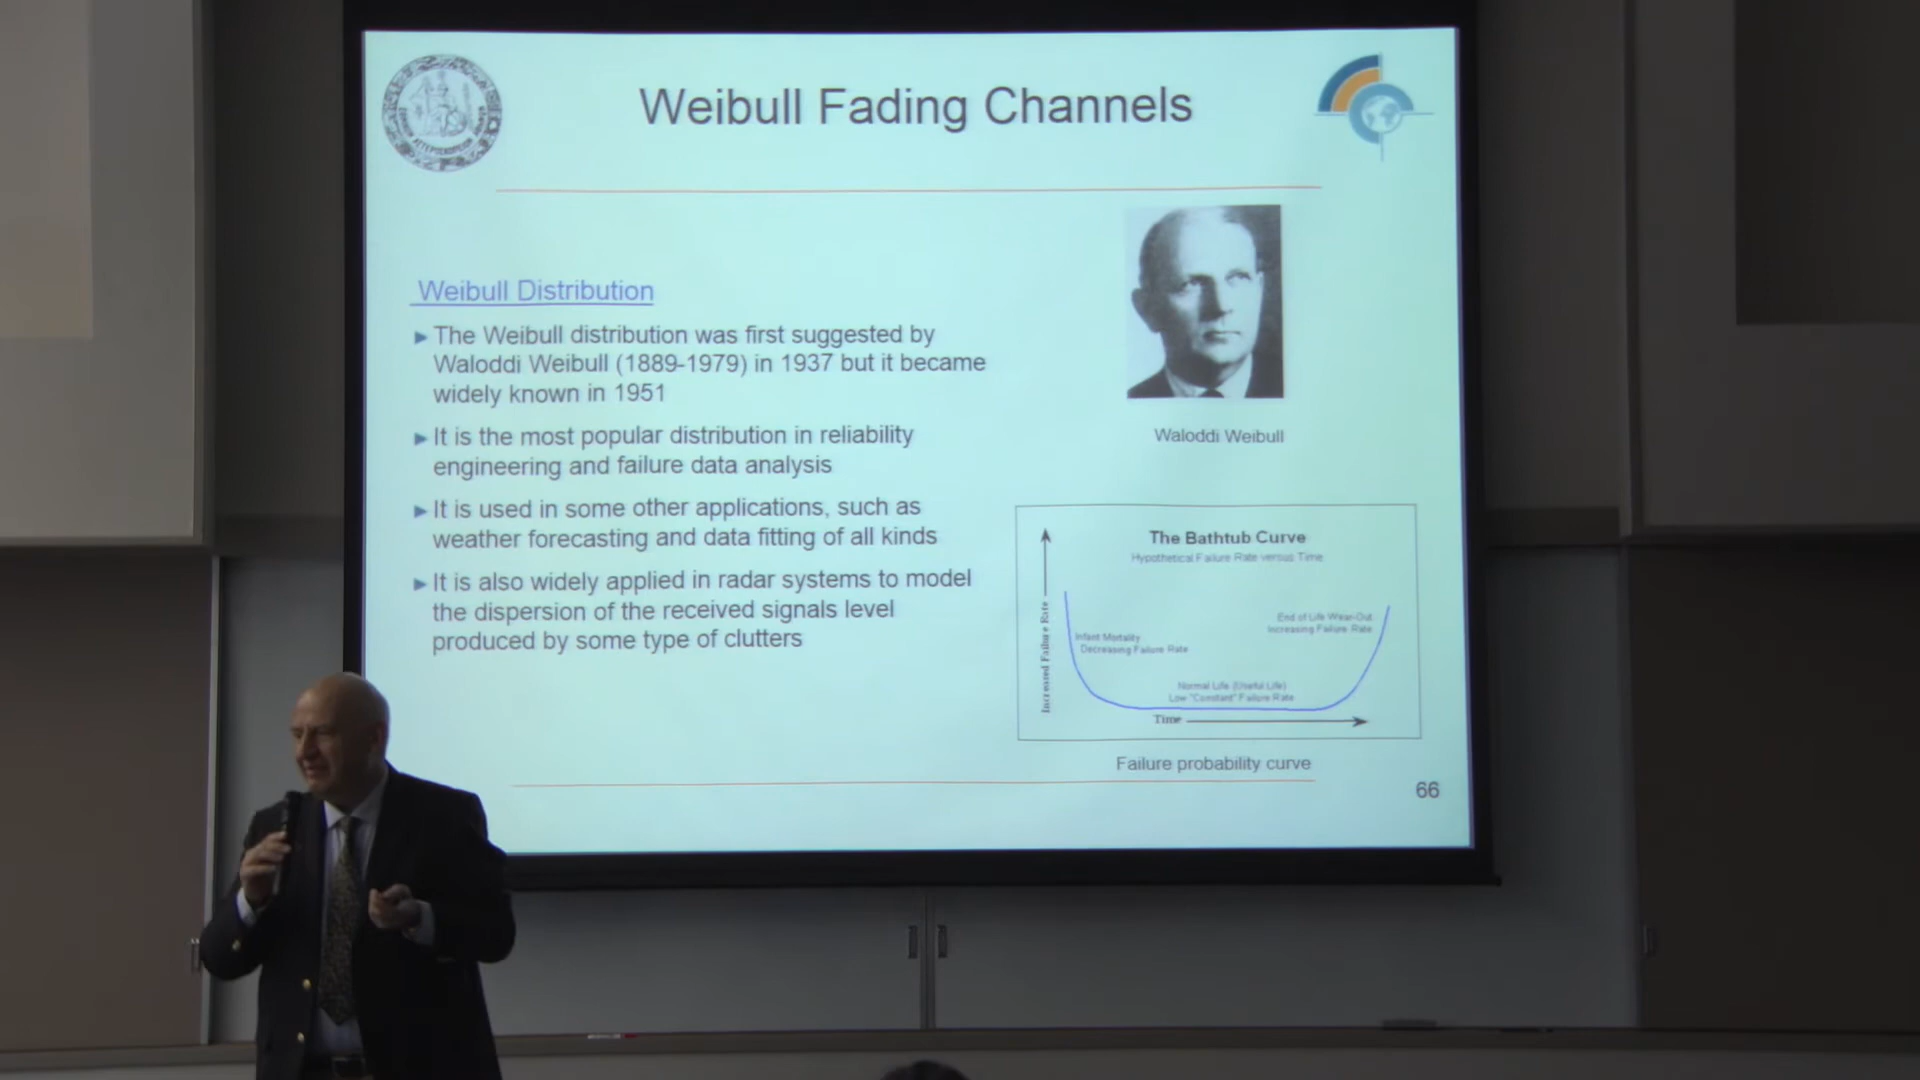 Weibull Fading Channels
Weibull Distribution
► The Weibull distribution was first suggested by
Waloddi Weibull (1889-1979) in 1937 but it became
widely known in 1951
► It is the most popular distribution in reliability
engineering and failure data analysis
► It is used in some other applications, such as
weather forecasting and data fitting of all kinds
► It is also widely applied in radar systems to model
the dispersion of the received signals level
produced by some type of clutters
Waloddi Weibull
The Bathtub Curve
Hypothetical Failure Rate versus Time
Increased Failure Rate
Infant Mortality
Decreasing Failure Rate
End of Life Wear-Out
Increasing Failure Rate
Normal Life (Useful Life)
Low "Constant" Failure Rate
Time
Failure probability curve
66